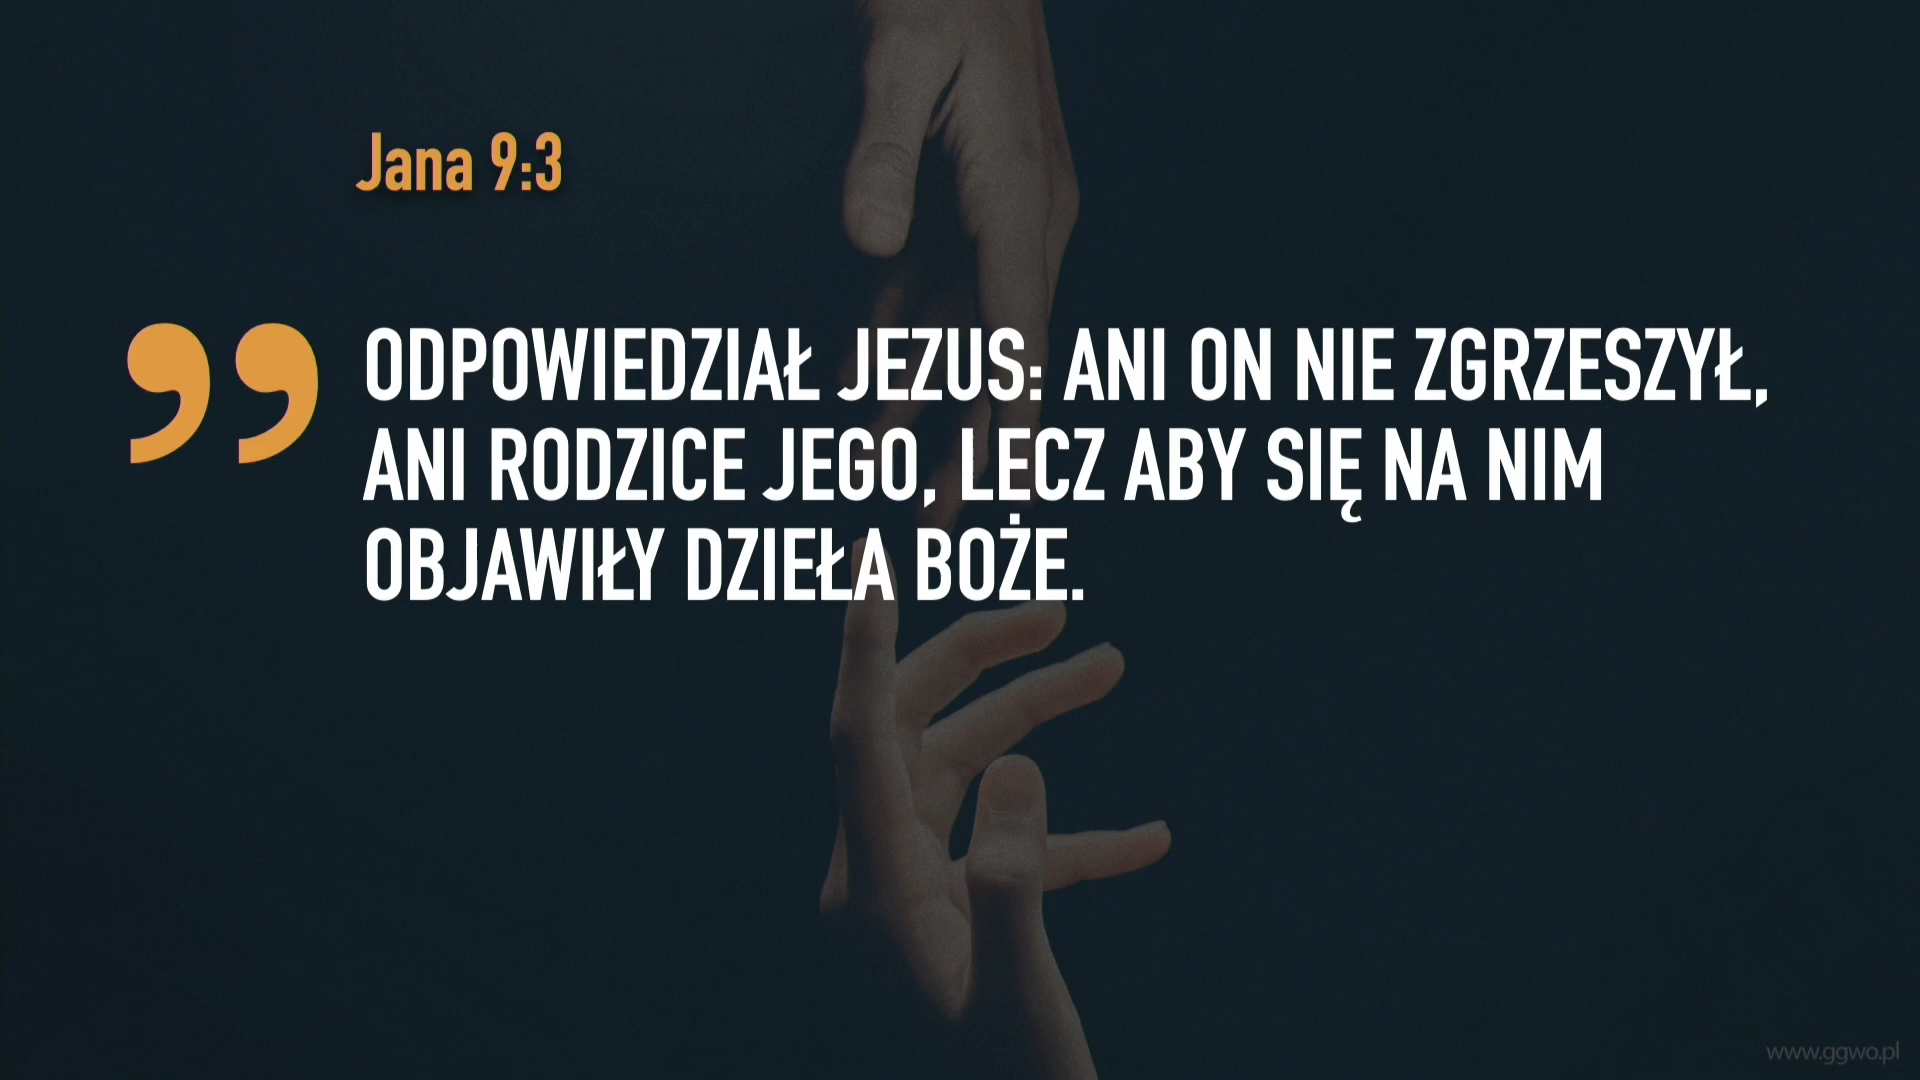 Jana 9:3
” ODPOWIEDZIAŁ JEZUS: ANI ON NIE ZGRZESZYŁ,
ANI RODZICE JEGO, LECZ ABY SIĘ NA NIM
OBJAWIŁY DZIEŁA BOŻE.
www.ggwo.pl